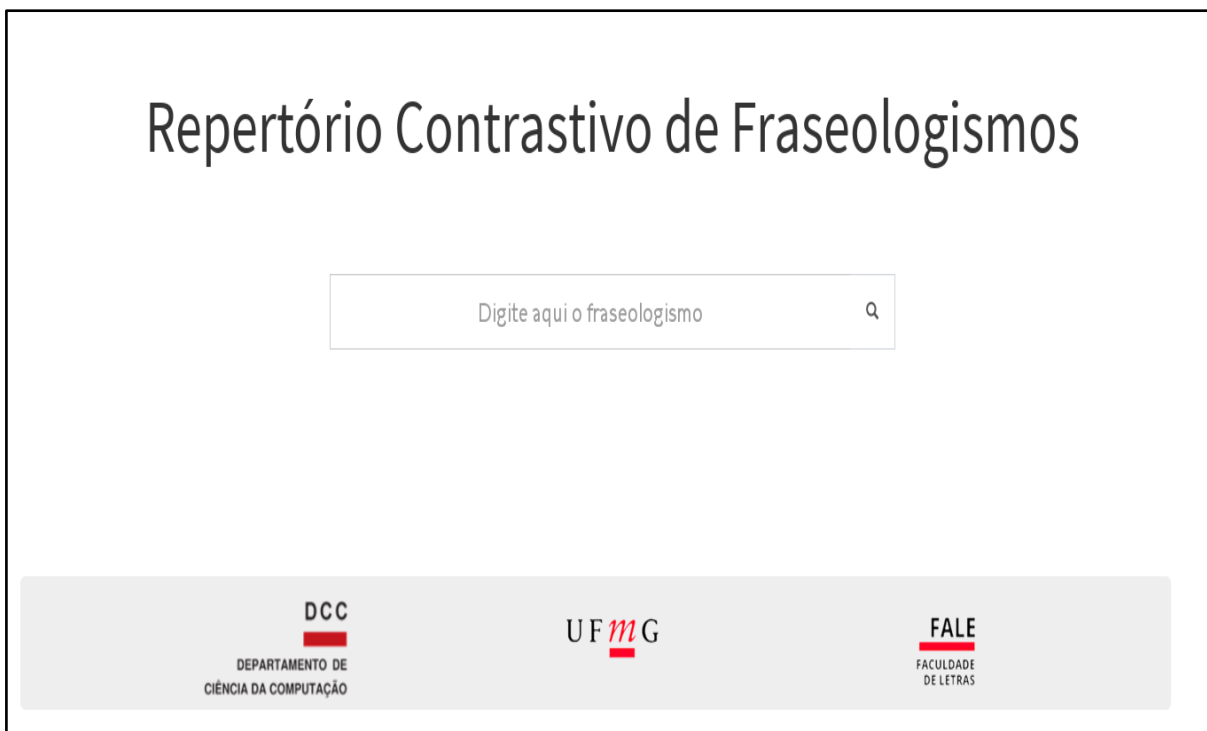 Repertório Contrastivo de Fraseologismos
Digite aqui o fraseologismo
DCC
DEPARTAMENTO DE
CIÊNCIA DA COMPUTAÇÃO
UFmG
FALE
FACULDADE
DE LETRAS